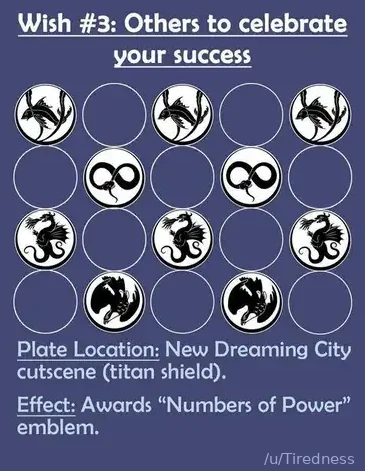 Wish #3: Others to celebrate
your success
Plate Location: New Dreaming City
cutscene (titan shield).
Effect: Awards “Numbers of Power”
emblem.
/u/Tiredness